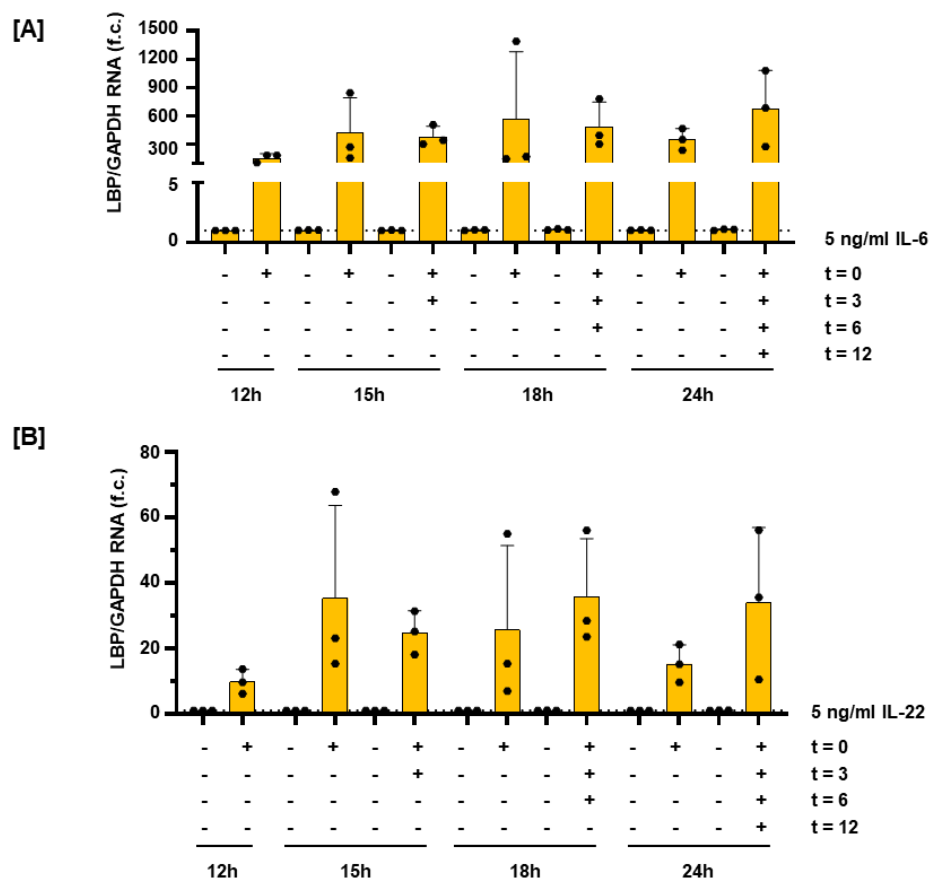 [A]
LBP/GAPDH RNA (f.c.)
1500
1200
900
600
300
5
0
5 ng/ml IL-6
- + - + - + - + - + - + - + t = 0
- - - - - + - - - + - - - + t = 3
- - - - - - - - - + - - - + t = 6
- - - - - - - - - - - - - + t = 12
12h 15h 18h 24h
[B]
LBP/GAPDH RNA (f.c.)
80
60
40
20
0
5 ng/ml IL-22
- + - + - + - + - + - + - + t = 0
- - - - - + - - - + - - - + t = 3
- - - - - - - - - + - - - + t = 6
- - - - - - - - - - - - - + t = 12
12h 15h 18h 24h